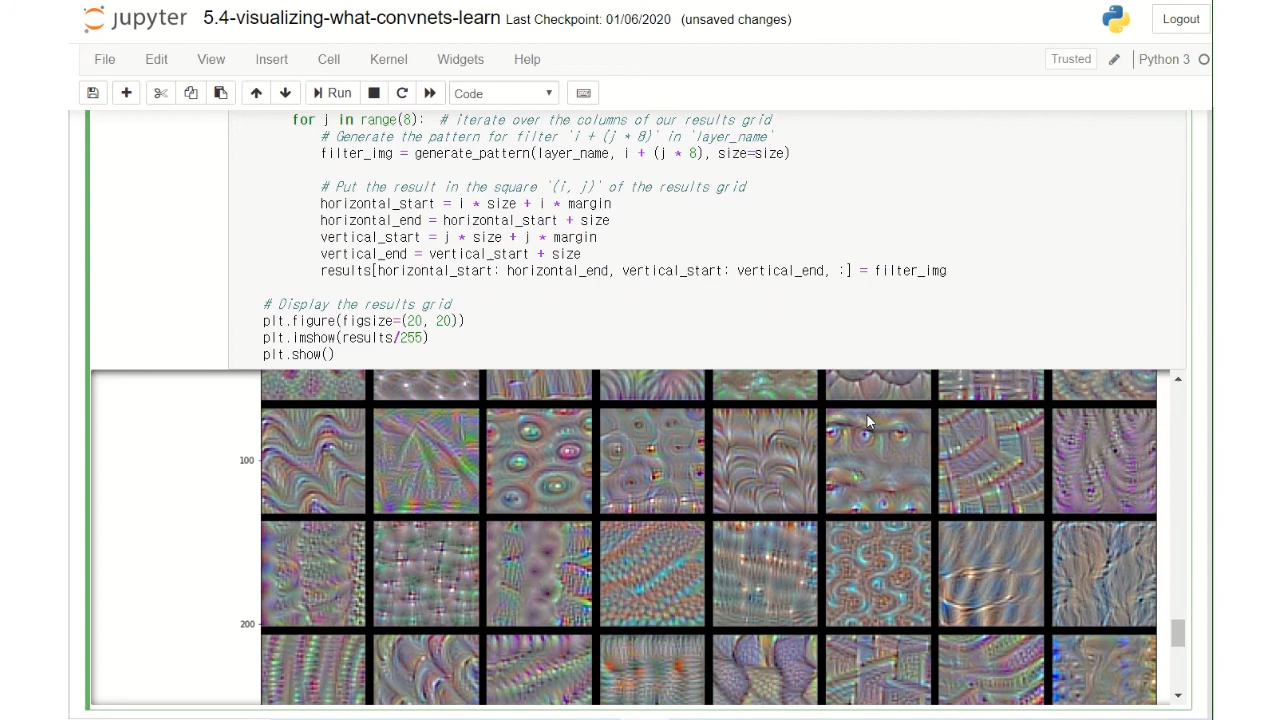 jupyter 5.4-visualizing-what-convnets-learn Last Checkpoint: 01/06/2020 (unsaved changes) Logout
File Edit View Insert Cell Kernel Widgets Help Trusted Python 3
Run Code
for j in range(8):  # iterate over the columns of our results grid
# Generate the pattern for filter `i + (j * 8)` in `layer_name`
filter_img = generate_pattern(layer_name, i + (j * 8), size=size)
# Put the result in the square `(i, j)` of the results grid
horizontal_start = i * size + i * margin
horizontal_end = horizontal_start + size
vertical_start = j * size + j * margin
vertical_end = vertical_start + size
results[horizontal_start: horizontal_end, vertical_start: vertical_end, :] = filter_img
# Display the results grid
plt.figure(figsize=(20, 20))
plt.imshow(results/255)
plt.show()
100
200